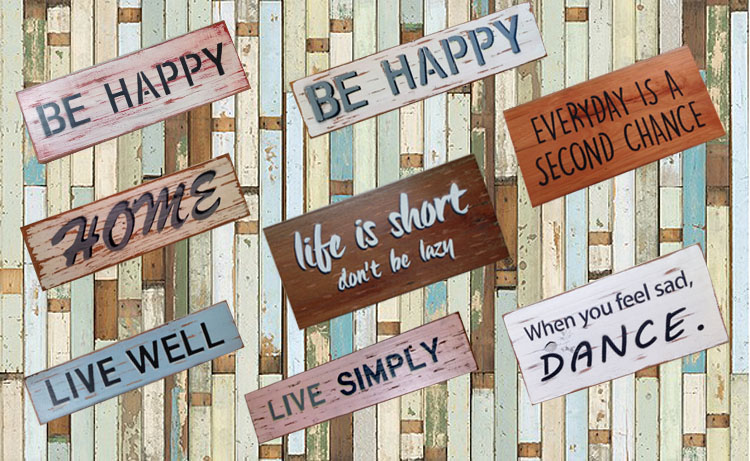 BE HAPPY
BE HAPPY
EVERYDAY IS A
SECOND CHANCE
HOME
life is short
don't be lazy
When you feel sad,
DANCE.
LIVE WELL
LIVE SIMPLY